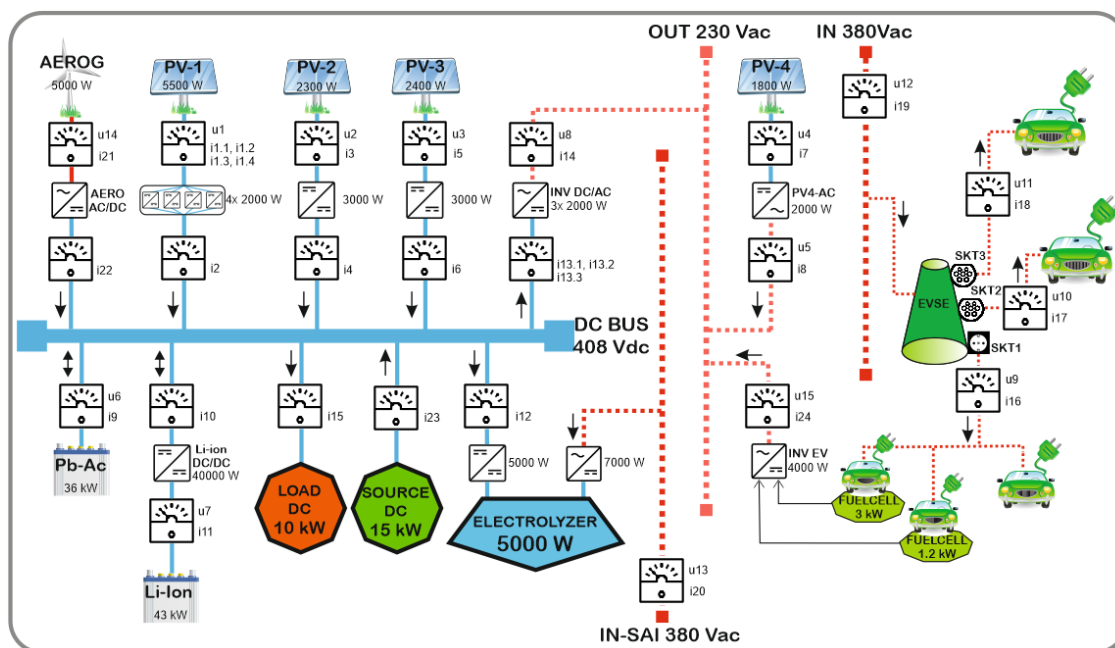 OUT 230 Vac
IN 380Vac
AEROG
5000 W
PV-1
5500 W
PV-2
2300 W
PV-3
2400 W
PV-4
1800 W
u12
i19
u14
i21
u1
i1.1, i1.2
i1.3, i1.4
u2
i3
u3
i5
u8
i14
u4
i7
u11
i18
AERO
AC/DC
4x 2000 W
3000 W
3000 W
INV DC/AC
3x 2000 W
PV4-AC
2000 W
i22
i2
i4
i6
i13.1, i13.2
i13.3
u5
i8
SKT3
SKT2
EVSE
u10
i17
SKT1
DC BUS
408 Vdc
u6
i9
i10
i15
i23
i12
u15
i24
u9
i16
Pb-Ac
36 kW
Li-ion
DC/DC
40000 W
5000 W
7000 W
INV EV
4000 W
u7
i11
LOAD
DC
10 kW
SOURCE
DC
15 kW
ELECTROLYZER
5000 W
FUELCELL
3 kW
FUELCELL
1.2 kW
Li-Ion
43 kW
u13
i20
IN-SAI 380 Vac